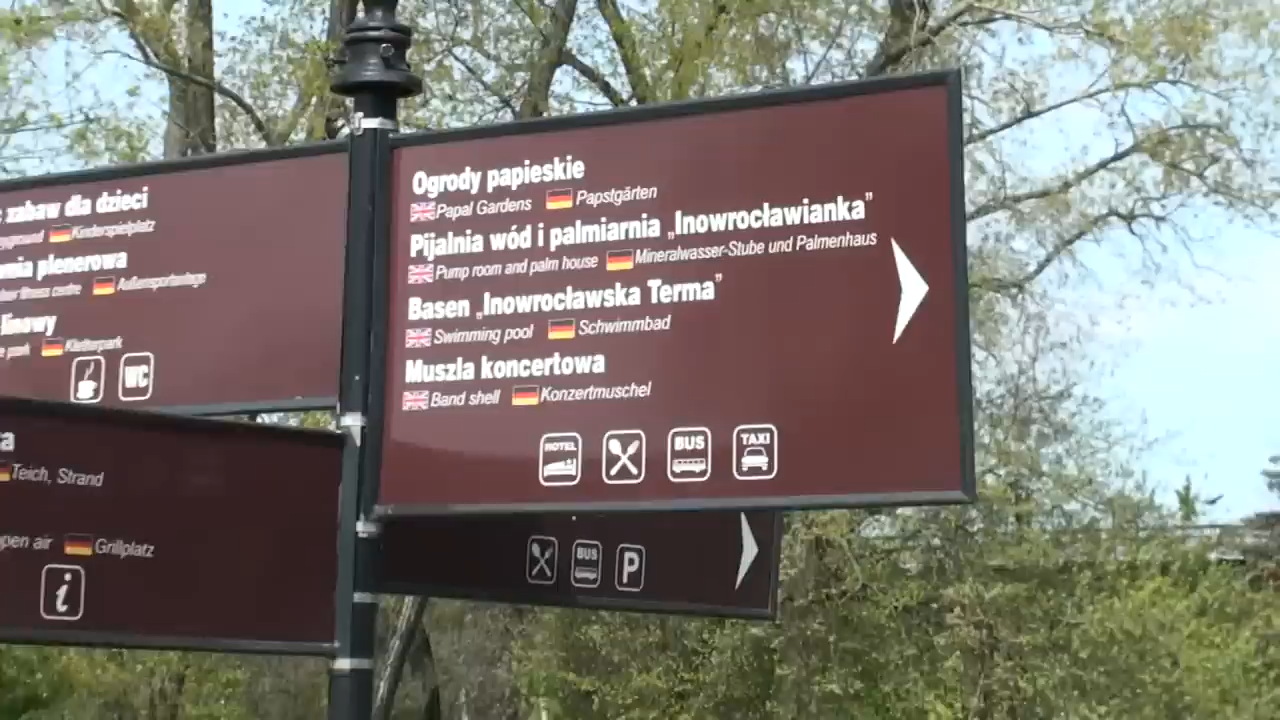 zabaw dla dzieci
Kinderspielplatz
plenerowa
fitness centre Außensportanlage
linowy
park Kletterpark
WC
Teich, Strand
open air Grillplatz
i
Ogrody papieskie
Papal Gardens Papstgärten
Pijalnia wód i palmiarnia „Inowrocławianka”
Pump room and palm house Mineralwasser-Stube und Palmenhaus
Basen „Inowrocławska Terma”
Swimming pool Schwimmbad
Muszla koncertowa
Band shell Konzertmuschel
HOTEL BUS TAXI
BUS P